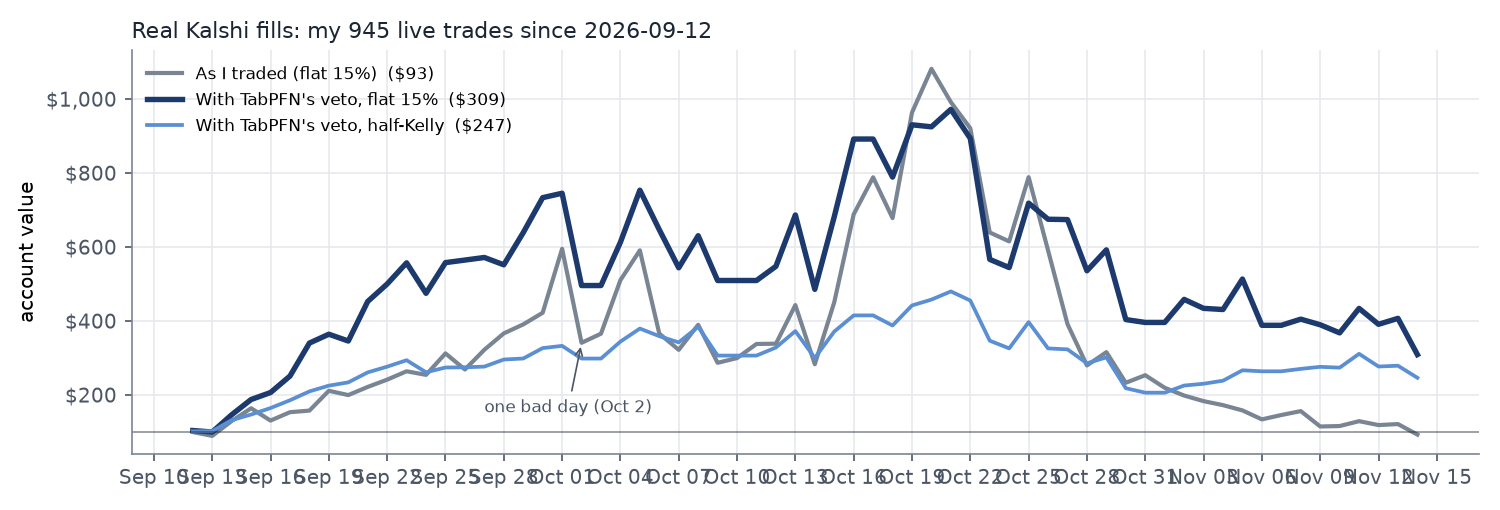 Real Kalshi fills: my 945 live trades since 2026-09-12
As I traded (flat 15%) ($93)
With TabPFN's veto, flat 15% ($309)
With TabPFN's veto, half-Kelly ($247)
account value
$1,000
$800
$600
$400
$200
one bad day (Oct 2)
Sep 10 Sep 13 Sep 16 Sep 19 Sep 22 Sep 25 Sep 28 Oct 01 Oct 04 Oct 07 Oct 10 Oct 13 Oct 16 Oct 19 Oct 22 Oct 25 Oct 28 Oct 31 Nov 03 Nov 06 Nov 09 Nov 12 Nov 15